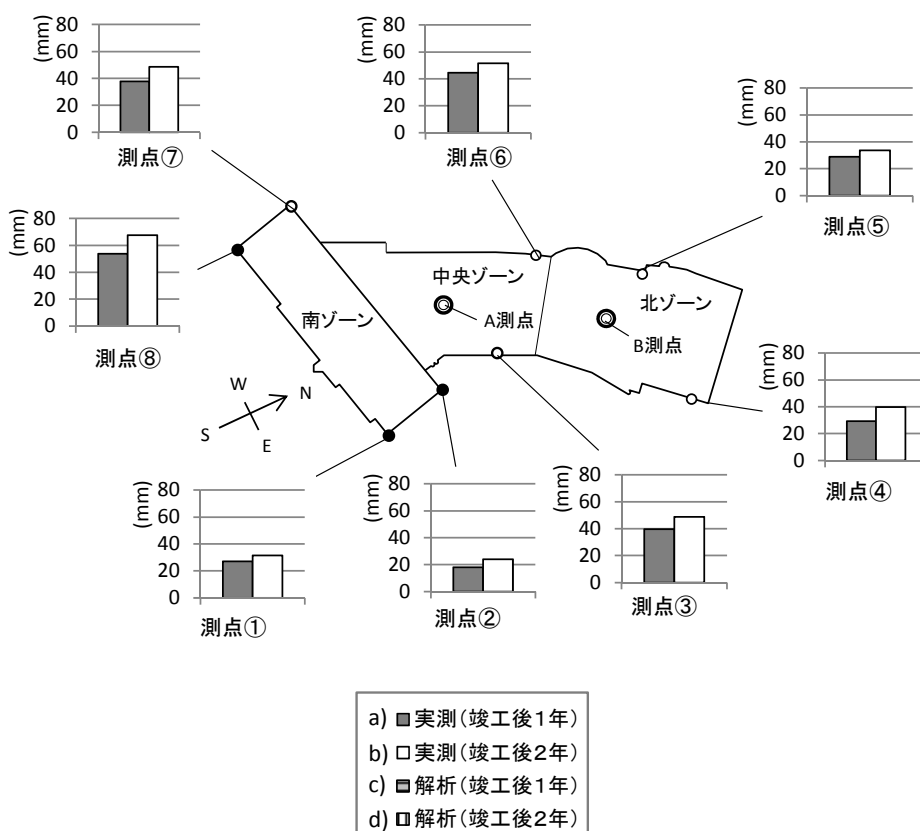 (mm)
80
60
40
20
0
測点⑦
(mm)
80
60
40
20
0
測点⑥
(mm)
80
60
40
20
0
測点⑤
(mm)
80
60
40
20
0
測点⑧
中央ゾーン
A測点
北ゾーン
B測点
南ゾーン
W
N
S
E
(mm)
80
60
40
20
0
測点④
(mm)
80
60
40
20
0
測点①
(mm)
80
60
40
20
0
測点②
(mm)
80
60
40
20
0
測点③
a) 実測(竣工後1年)
b) 実測(竣工後2年)
c) 解析(竣工後1年)
d) 解析(竣工後2年)